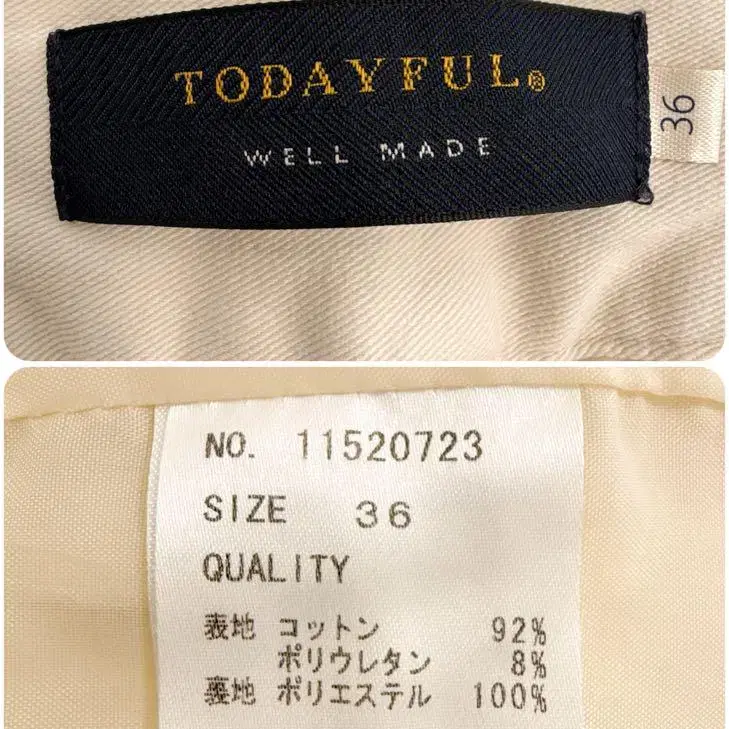 TODAYFUL®
WELL MADE
36
NO. 11520723
SIZE 36
QUALITY
表地 コットン 92%
ポリウレタン 8%
裏地 ポリエステル 100%